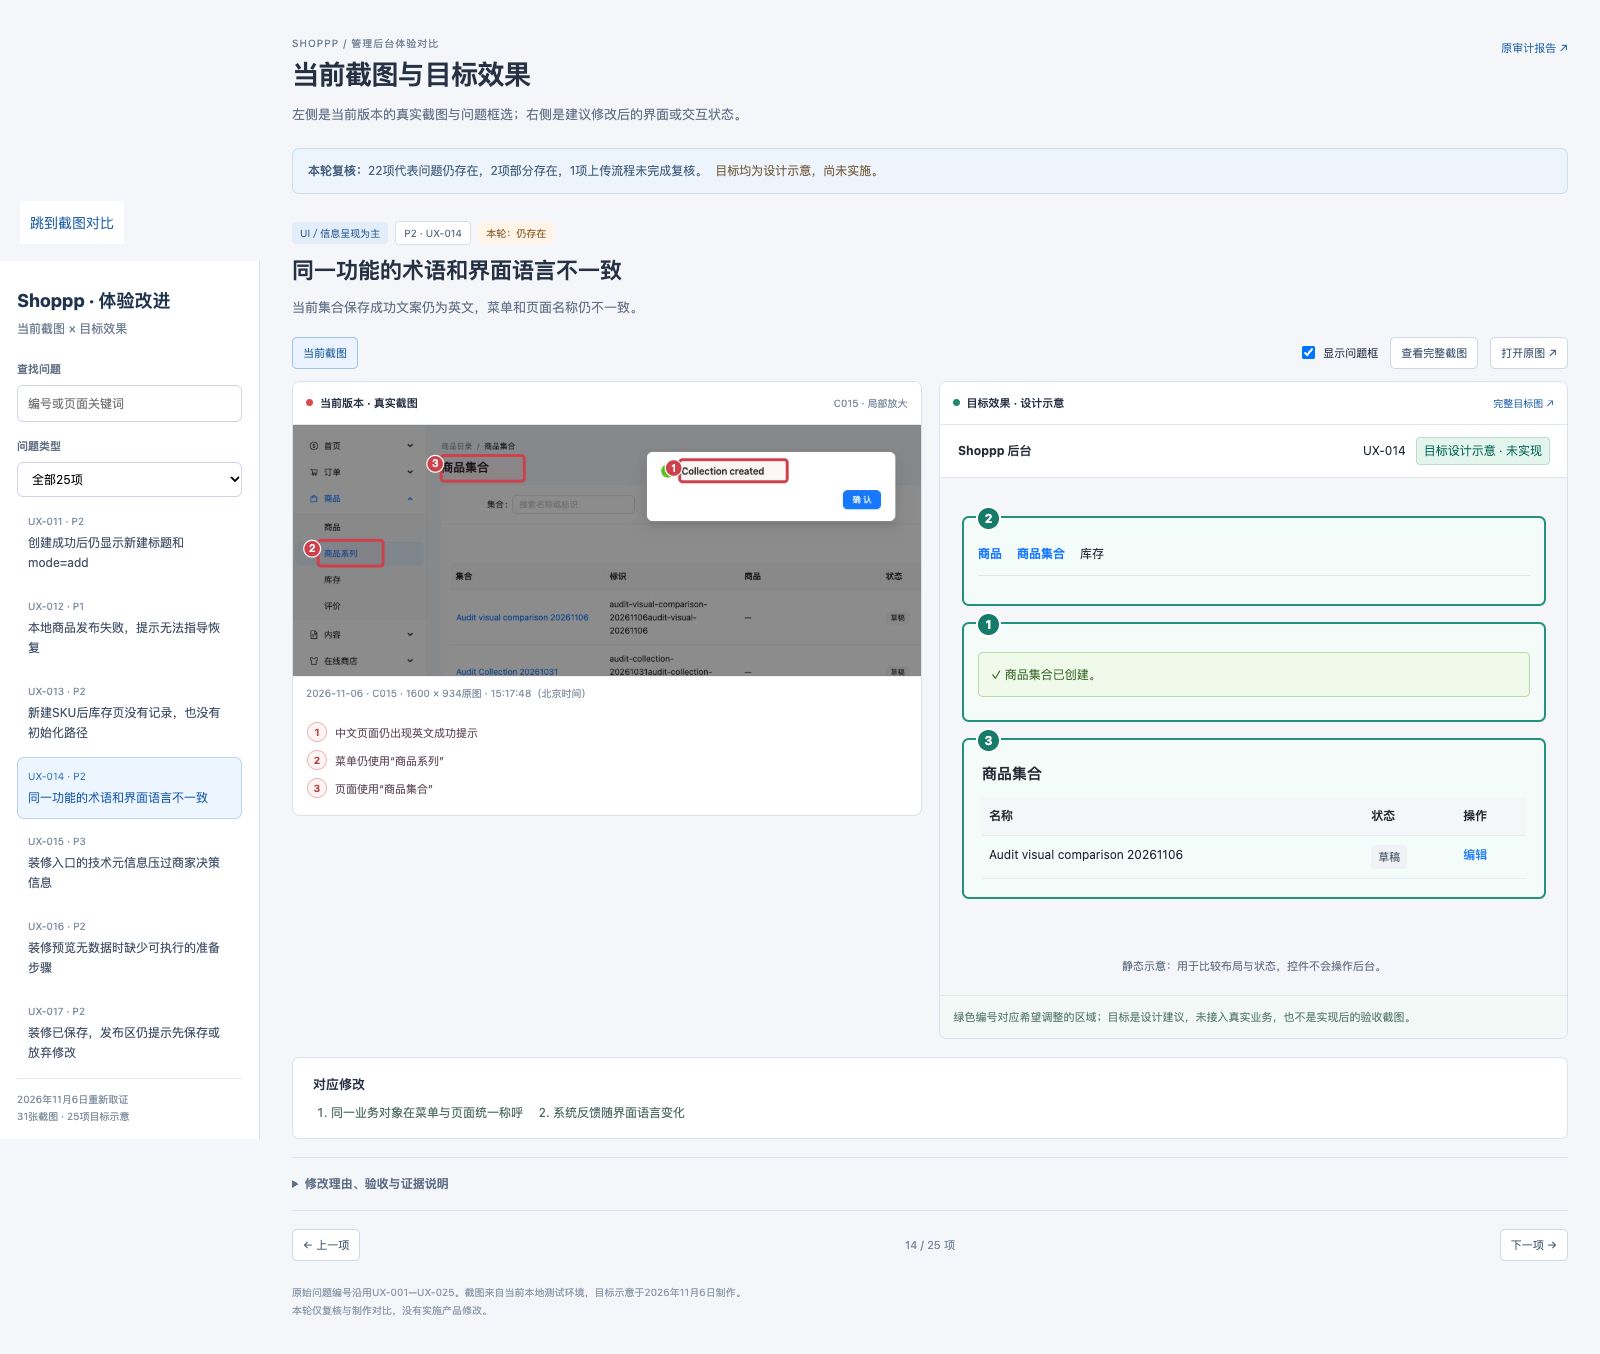 SHOPPP / 管理后台体验对比
当前截图与目标效果
左侧是当前版本的真实截图与问题框选；右侧是建议修改后的界面或交互状态。
原审计报告 ↗
本轮复核：22项代表问题仍存在，2项部分存在，1项上传流程未完成复核。 目标均为设计示意，尚未实施。
跳到截图对比
Shoppp · 体验改进
当前截图 × 目标效果
查找问题
编号或页面关键词
问题类型
全部25项
UX-011 · P2
创建成功后仍显示新建标题和
mode=add
UX-012 · P1
本地商品发布失败，提示无法指导恢
复
UX-013 · P2
新建SKU后库存页没有记录，也没有
初始化路径
UX-014 · P2
同一功能的术语和界面语言不一致
UX-015 · P3
装修入口的技术元信息压过商家决策
信息
UX-016 · P2
装修预览无数据时缺少可执行的准备
步骤
UX-017 · P2
装修已保存，发布区仍提示先保存或
放弃修改
2026年11月6日重新取证
31张截图 · 25项目标示意
UI / 信息呈现为主
P2 · UX-014
本轮：仍存在
同一功能的术语和界面语言不一致
当前集合保存成功文案仍为英文，菜单和页面名称仍不一致。
当前截图
显示问题框
查看完整截图
打开原图 ↗
当前版本 · 真实截图
C015 · 局部放大
首页
订单
商品
商品
2
商品系列
库存
评价
内容
在线商店
商品目录 / 商品集合
3
商品集合
集合：
搜索名称或标识
1
Collection created
确 认
集合
标识
商品
状态
Audit visual comparison 20261106
audit-visual-comparison-
20261106audit-visual-
20261106
—
草稿
Audit Collection 20261031
audit-collection-
20261031audit-collection-
—
草稿
2026-11-06 · C015 · 1600 × 934原图 · 15:17:48（北京时间）
1 中文页面仍出现英文成功提示
2 菜单仍使用“商品系列”
3 页面使用“商品集合”
目标效果 · 设计示意
完整目标图 ↗
Shoppp 后台
UX-014
目标设计示意 · 未实现
2
商品 商品集合 库存
1
✓ 商品集合已创建。
3
商品集合
名称 状态 操作
Audit visual comparison 20261106 草稿 编辑
静态示意：用于比较布局与状态，控件不会操作后台。
绿色编号对应希望调整的区域；目标是设计建议，未接入真实业务，也不是实现后的验收截图。
对应修改
1. 同一业务对象在菜单与页面统一称呼 2. 系统反馈随界面语言变化
▶ 修改理由、验收与证据说明
← 上一项
14 / 25 项
下一项 →
原始问题编号沿用UX-001—UX-025。截图来自当前本地测试环境，目标示意于2026年11月6日制作。
本轮仅复核与制作对比，没有实施产品修改。